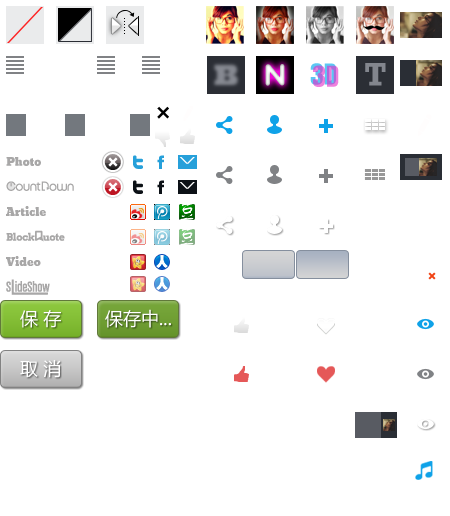 B N 3D T
Photo
CountDown
Article
BlockQuote
Video
SlideShow
保存 保存中...
取消